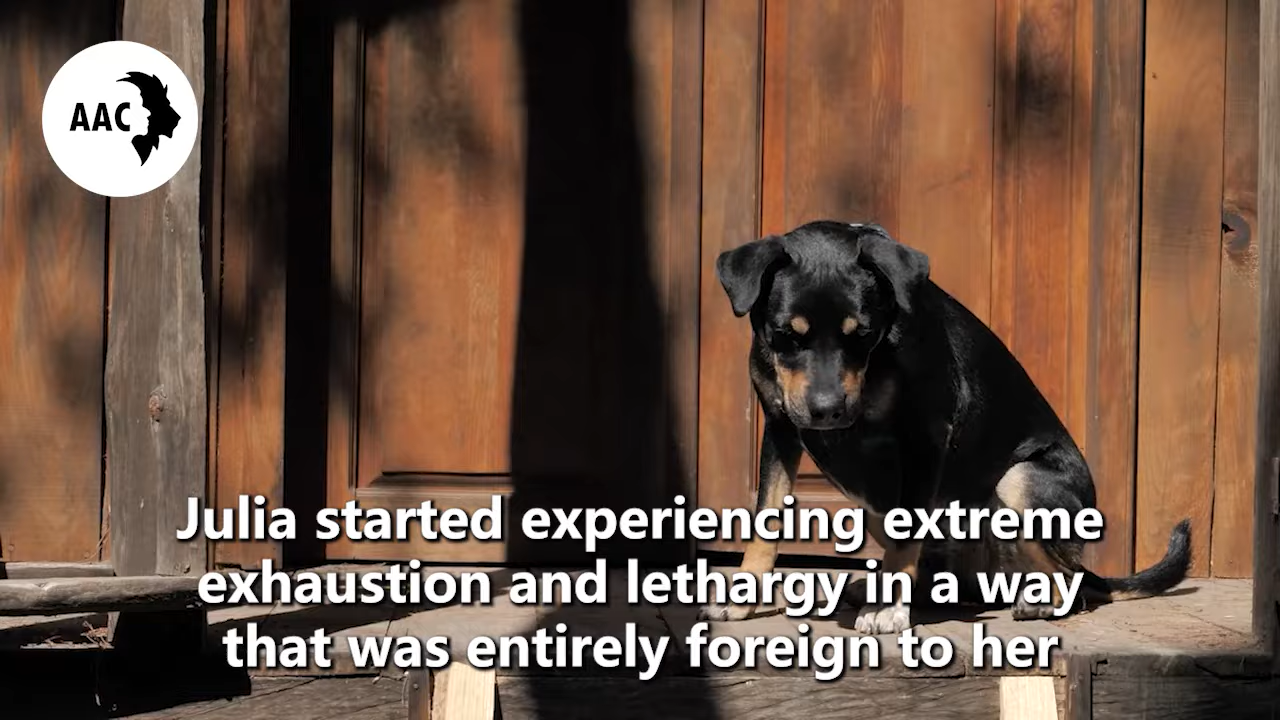 AAC
Julia started experiencing extreme
exhaustion and lethargy in a way
that was entirely foreign to her